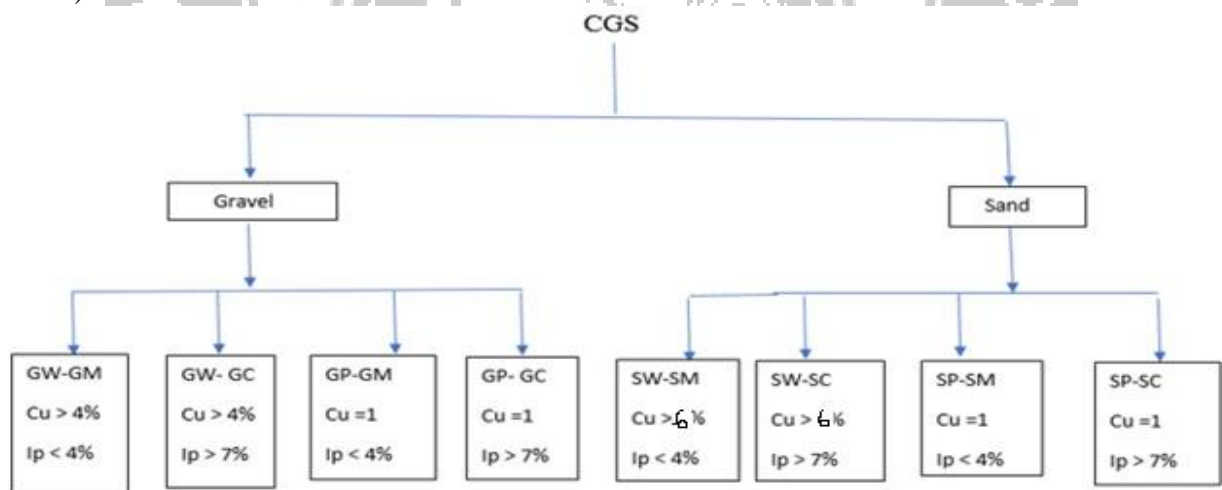 CGS
Gravel
Sand
GW-GM
Cu > 4%
Ip < 4%
GW- GC
Cu > 4%
Ip > 7%
GP-GM
Cu =1
Ip < 4%
GP- GC
Cu =1
Ip > 7%
SW-SM
Cu >6%
Ip < 4%
SW-SC
Cu > 6%
Ip > 7%
SP-SM
Cu =1
Ip < 4%
SP-SC
Cu =1
Ip > 7%